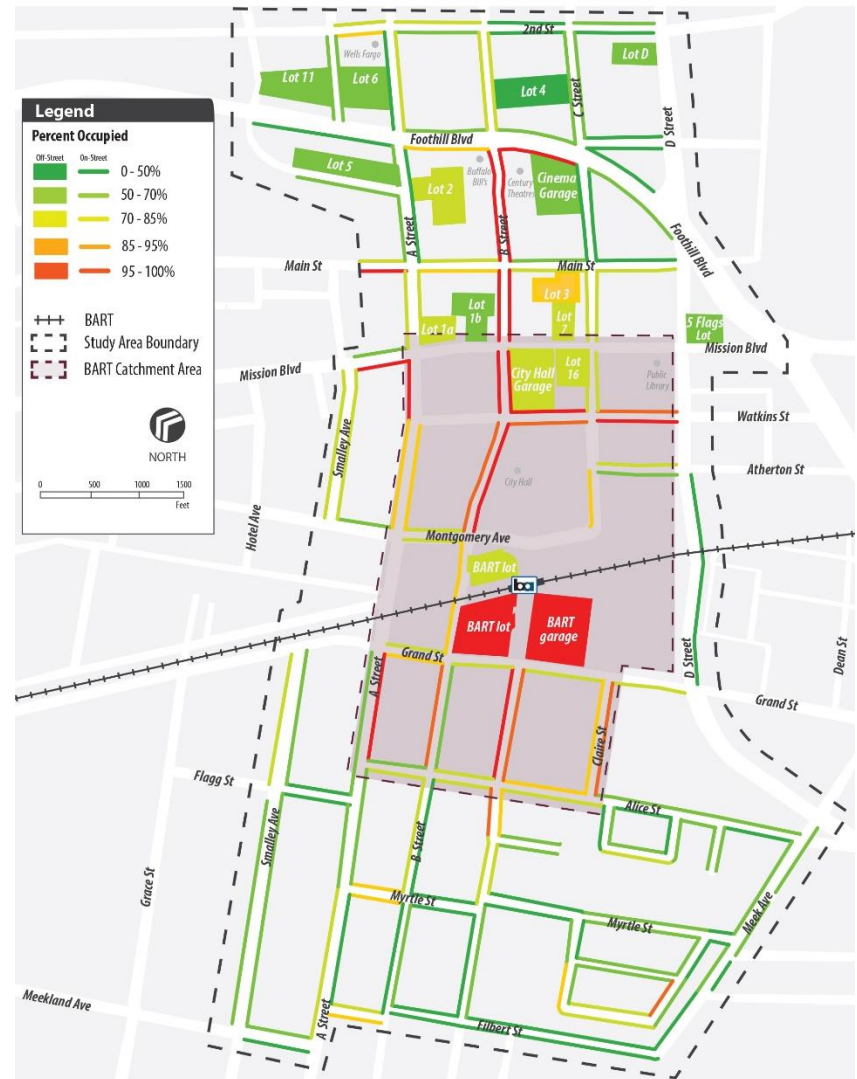 2nd St
Wells Fargo
Lot D
Lot 11
Lot 6
Lot 4
C Street
D Street
Legend
Percent Occupied
Off-Street
On-Street
0 - 50%
50 - 70%
70 - 85%
85 - 95%
95 - 100%
BART
Study Area Boundary
BART Catchment Area
NORTH
0 500 1000 1500
Feet
Foothill Blvd
Lot 5
Lot 2
Buffalo
Bill's
Century
Theatres
Cinema
Garage
A Street
B Street
Foothill Blvd
Main St
Main St
Lot 3
Lot
1a
Lot
1b
Lot
7
5 Flags
Lot
Mission Blvd
Mission Blvd
City Hall
Garage
Lot
16
Public
Library
Watkins St
Smalley Ave
Atherton St
City Hall
Hotel Ave
Montgomery Ave
BART lot
ba
BART lot
BART
garage
Grand St
A Street
D Street
Dean St
Grand St
Claire St
Flagg St
Alice St
Smalley Ave
B Street
Grace St
Myrtle St
Myrtle St
Meek Ave
Meekland Ave
A Street
Filbert St